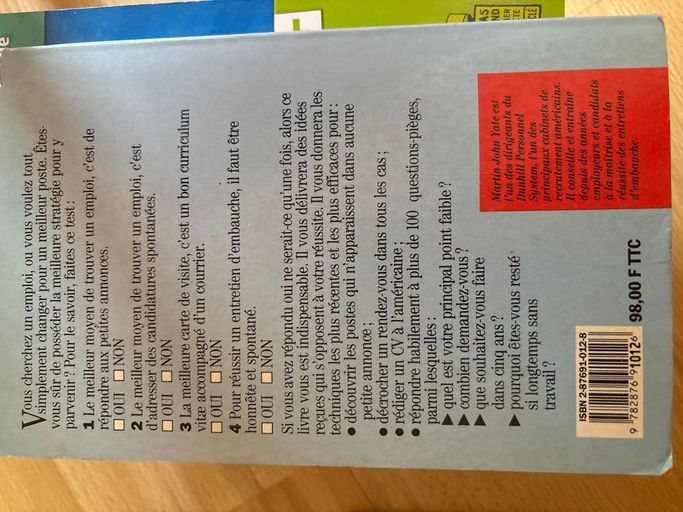 Vous cherchez un emploi, ou vous voulez tout
simplement changer pour un meilleur poste. Êtes-
vous sûr de posséder la meilleure stratégie pour y
parvenir ? Pour le savoir, faites ce test :
1 Le meilleur moyen de trouver un emploi, c'est de
répondre aux petites annonces.
OUI NON
2 Le meilleur moyen de trouver un emploi, c'est
d'adresser des candidatures spontanées.
OUI NON
3 La meilleure carte de visite, c'est un bon curriculum
vitæ accompagné d'un courrier.
OUI NON
4 Pour réussir un entretien d'embauche, il faut être
honnête et spontané.
OUI NON
Si vous avez répondu oui ne serait-ce qu'une fois, alors ce
livre vous est indispensable. Il vous délivrera des idées
reçues qui s'opposent à votre réussite. Il vous donnera les
techniques les plus récentes et les plus efficaces pour :
● découvrir les postes qui n'apparaissent dans aucune
petite annonce ;
● décrocher un rendez-vous dans tous les cas ;
● rédiger un CV à l'américaine ;
● répondre habilement à plus de 100 questions-pièges,
parmi lesquelles :
▶ quel est votre principal point faible ?
▶ combien demandez-vous ?
▶ que souhaitez-vous faire
dans cinq ans ?
▶ pourquoi êtes-vous resté
si longtemps sans
travail ?
Martin John Yate est
l'un des dirigeants du
Dunhill Personnel
System, l'un des
principaux cabinets de
recrutement américains.
Il conseille et entraîne
depuis des années
employeurs et candidats
à la maîtrise et à la
réussite des entretiens
d'embauche.
ISBN 2-87691-012-8
9 782876 910126
98,00 F TTC